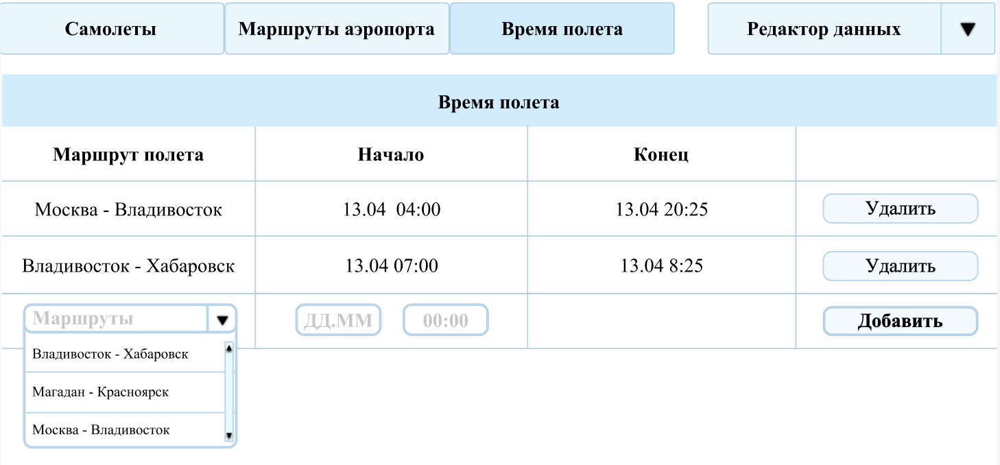 Самолеты Маршруты аэропорта Время полета Редактор данных
Время полета
Маршрут полета Начало Конец
Москва - Владивосток 13.04 04:00 13.04 20:25 Удалить
Владивосток - Хабаровск 13.04 07:00 13.04 8:25 Удалить
Маршруты ДД.ММ 00:00 Добавить
Владивосток - Хабаровск
Магадан - Красноярск
Москва - Владивосток